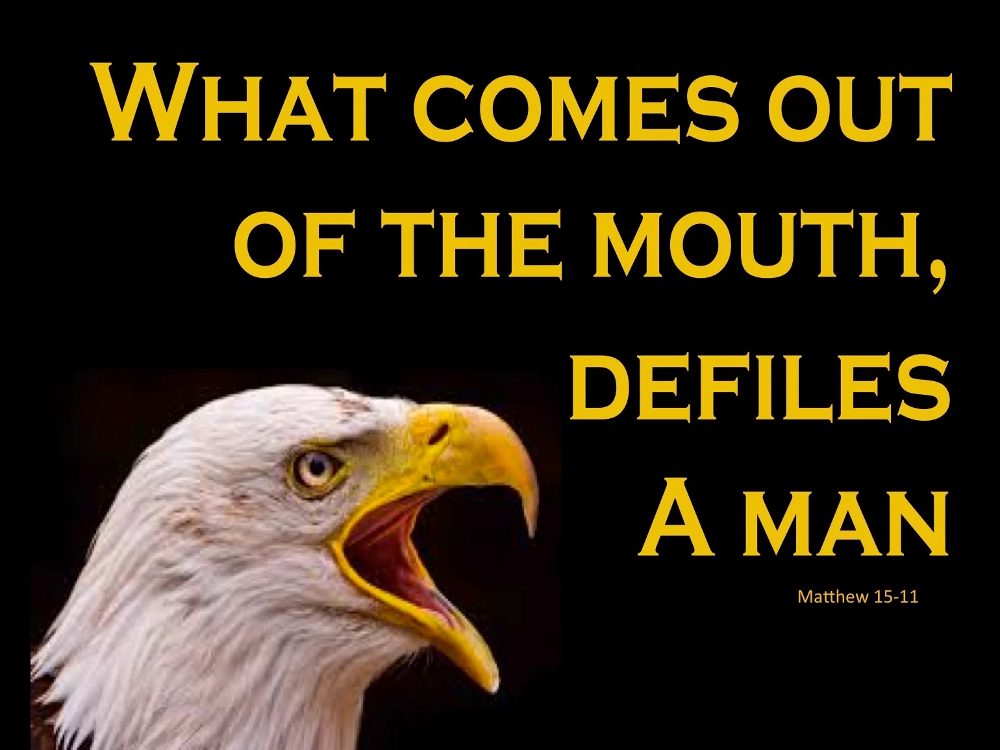 What comes out
of the mouth,
defiles
A man
Matthew 15-11